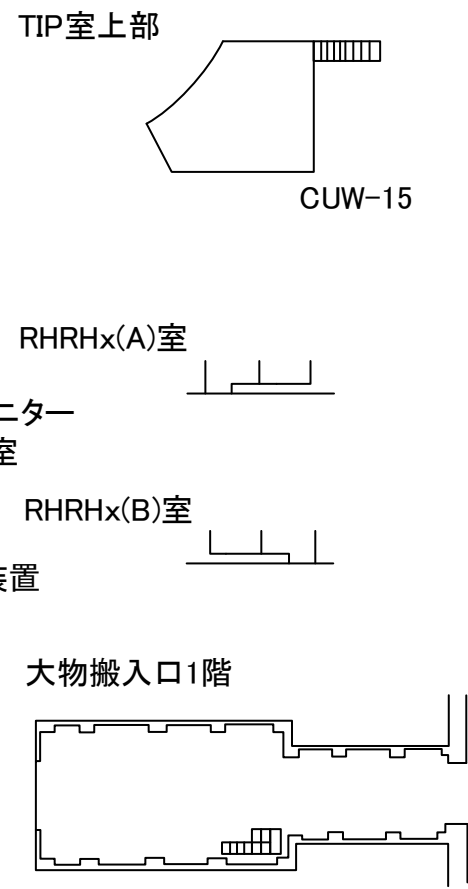 TIP室上部
CUW-15
RHRHx(A)室
ニター
室
RHRHx(B)室
装置
大物搬入口1階